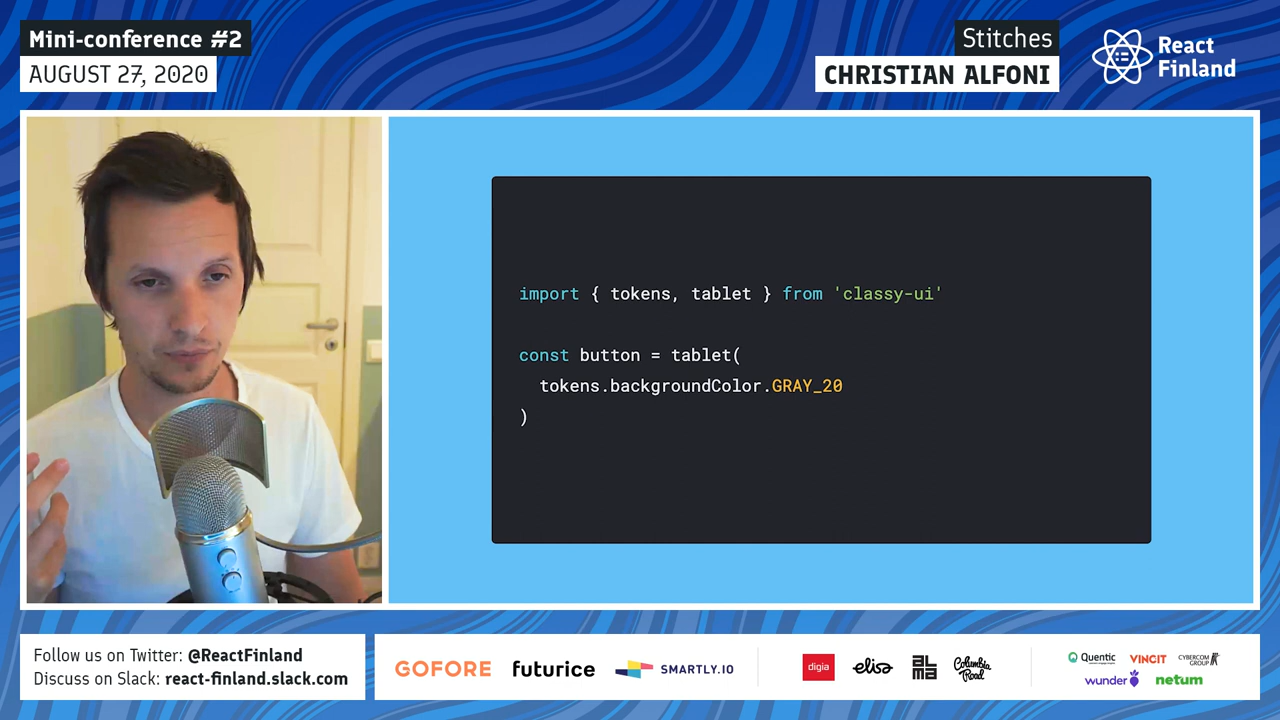 Mini-conference #2
AUGUST 27, 2020
Stitches
CHRISTIAN ALFONI
React
Finland
import { tokens, tablet } from 'classy-ui'
const button = tablet(
tokens.backgroundColor.GRAY_20
)
Follow us on Twitter: @ReactFinland
Discuss on Slack: react-finland.slack.com
GOFORE
futurice
SMARTLY.IO
digia
elisa
ALMA
Columbia
Road
Quentic
VINCIT
CYBERCOM
GROUP
wunder
netum